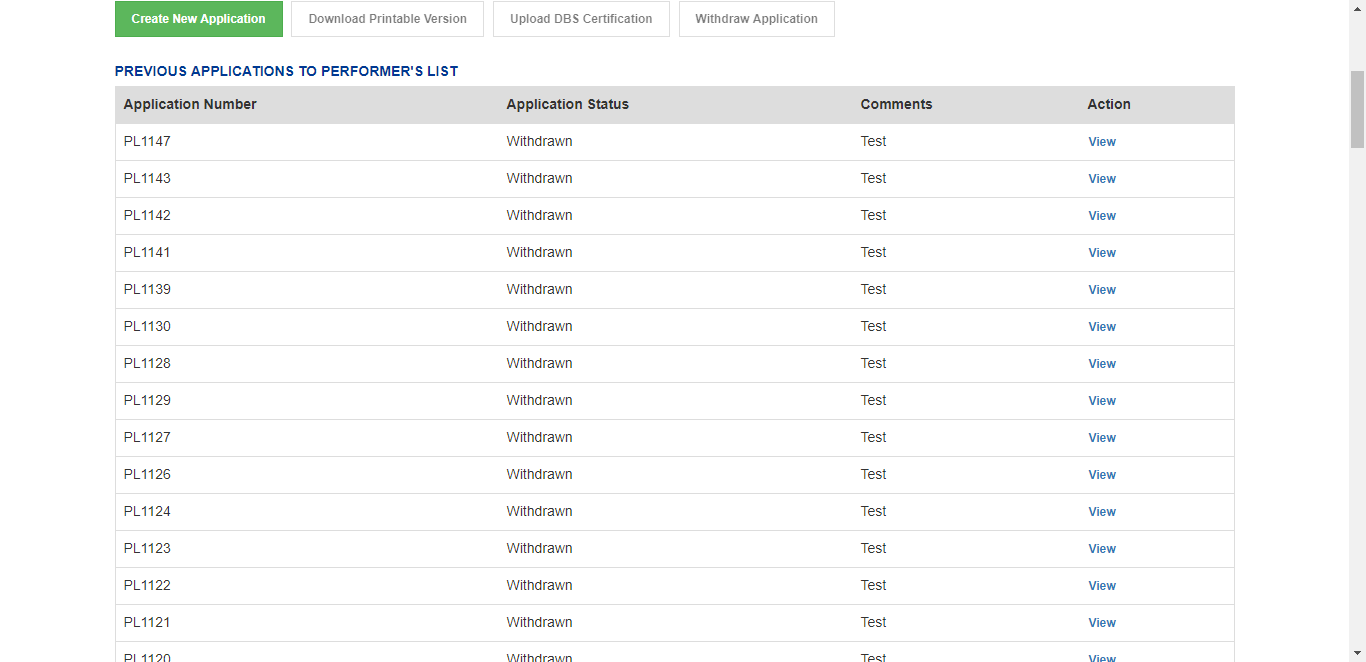 Create New Application Download Printable Version Upload DBS Certification Withdraw Application
PREVIOUS APPLICATIONS TO PERFORMER'S LIST
Application Number Application Status Comments Action
PL1147 Withdrawn Test View
PL1143 Withdrawn Test View
PL1142 Withdrawn Test View
PL1141 Withdrawn Test View
PL1139 Withdrawn Test View
PL1130 Withdrawn Test View
PL1128 Withdrawn Test View
PL1129 Withdrawn Test View
PL1127 Withdrawn Test View
PL1126 Withdrawn Test View
PL1124 Withdrawn Test View
PL1123 Withdrawn Test View
PL1122 Withdrawn Test View
PL1121 Withdrawn Test View
PL1120 Withdrawn Test View